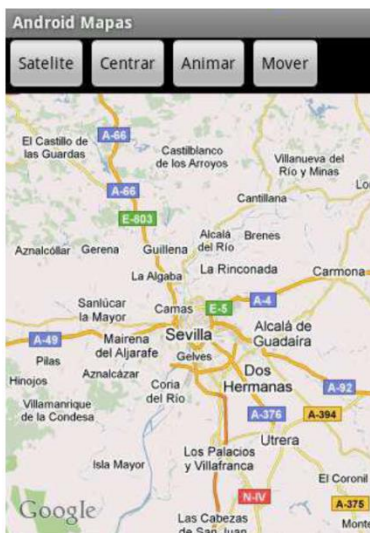 Android Mapas
Satelite Centrar Animar Mover
El Castillo de
las Guardas
A-66
Castilblanco
de los Arroyos
Villanueva del
Río y Minas
A-66
Cantillana
Lo
E-803
Aznalcóllar Gerena Guillena
Alcalá
del Río
Brenes
La Algaba
La Rinconada
Carmona
Sanlúcar
la Mayor
Camas
E-5
A-4
A-49
Mairena
del Aljarafe
Sevilla
Alcalá de
Guadaíra
Pilas
Gelves
Hinojos
Aznalcázar
Coria
del Río
Dos
Hermanas
A-92
Villamanrique
de la Condesa
A-376
A-394
Utrera
Isla Mayor
Los Palacios
y Villafranca
El Coronil
N-IV
A-375
Google
Las Cabezas
de San Juan
Monte